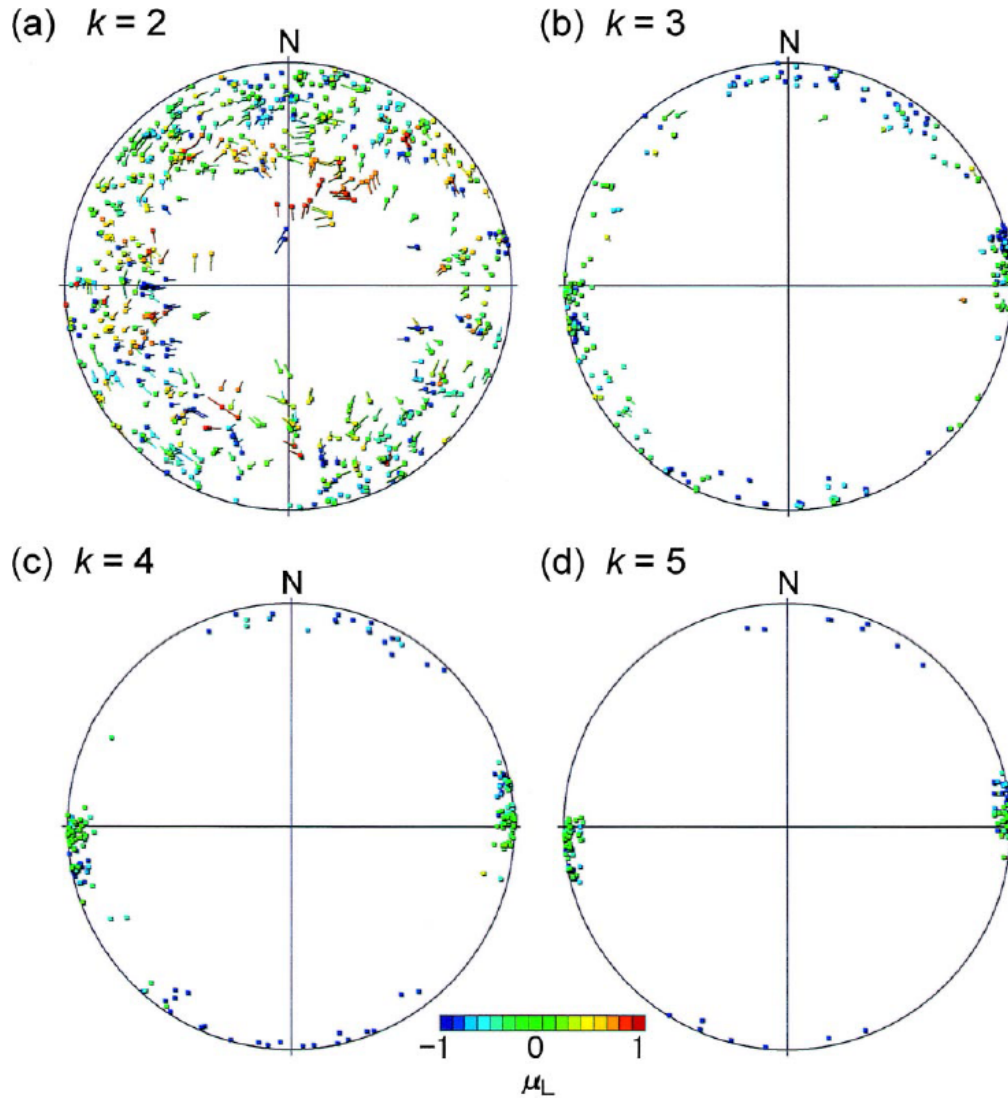 (a) k = 2
N
(b) k = 3
N
(c) k = 4
N
(d) k = 5
N
−1 0 1
μL